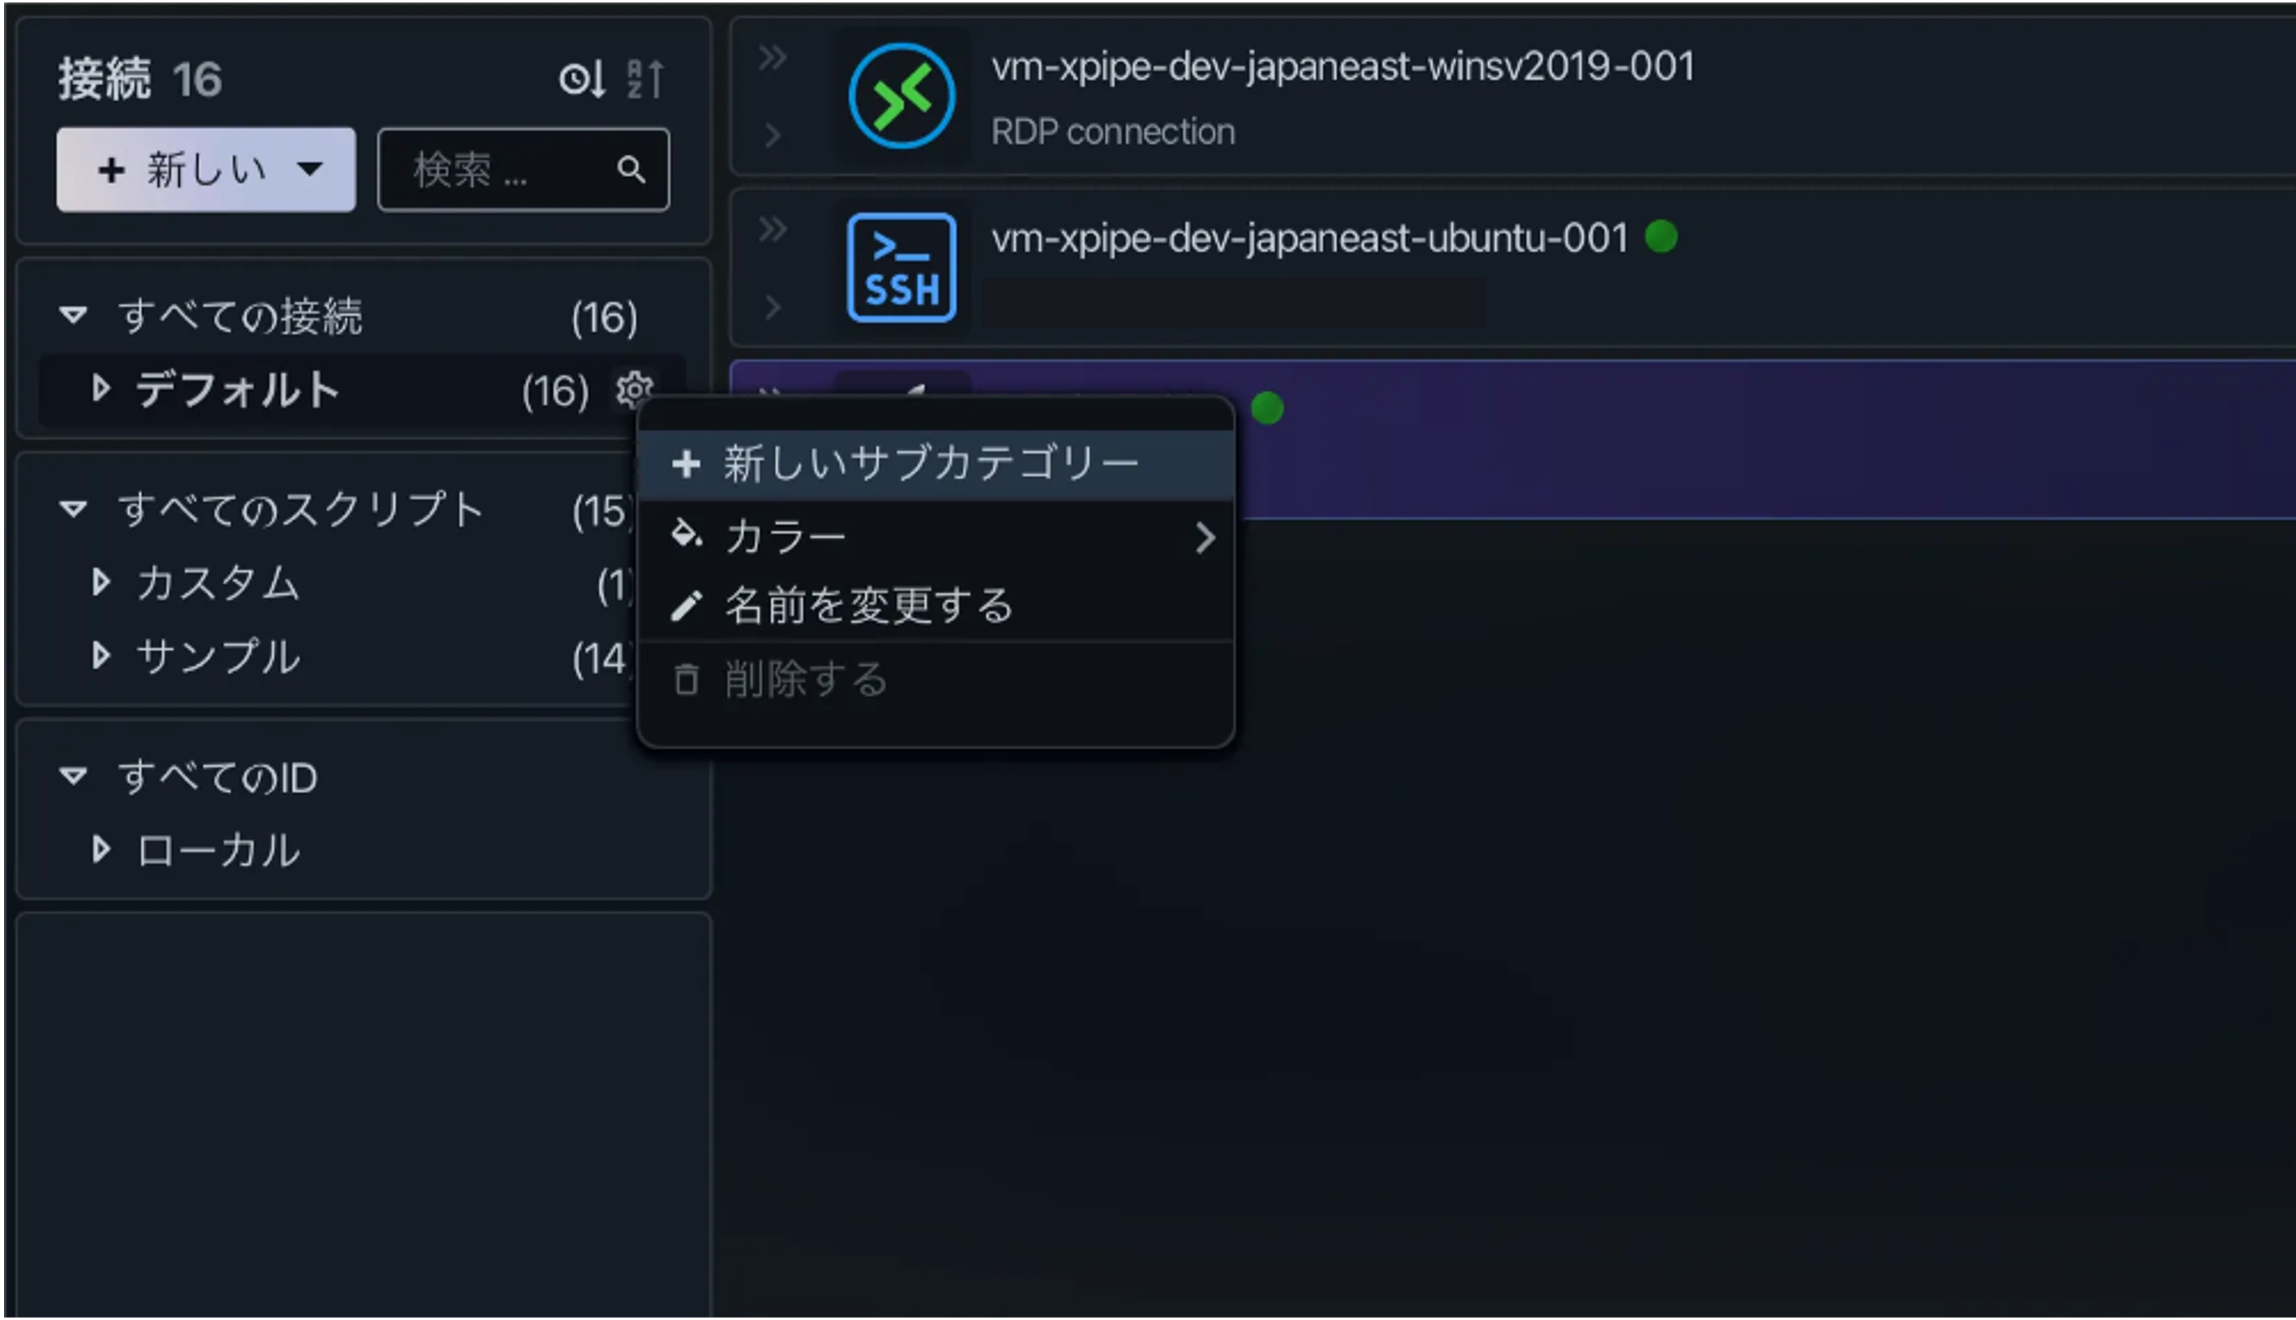 接続 16
AZ
+ 新しい
検索 ...
すべての接続 (16)
デフォルト (16)
すべてのスクリプト (15)
カスタム (1)
サンプル (14
すべてのID
ローカル
vm-xpipe-dev-japaneast-winsv2019-001
RDP connection
>_
SSH
vm-xpipe-dev-japaneast-ubuntu-001
+ 新しいサブカテゴリー
カラー
名前を変更する
削除する